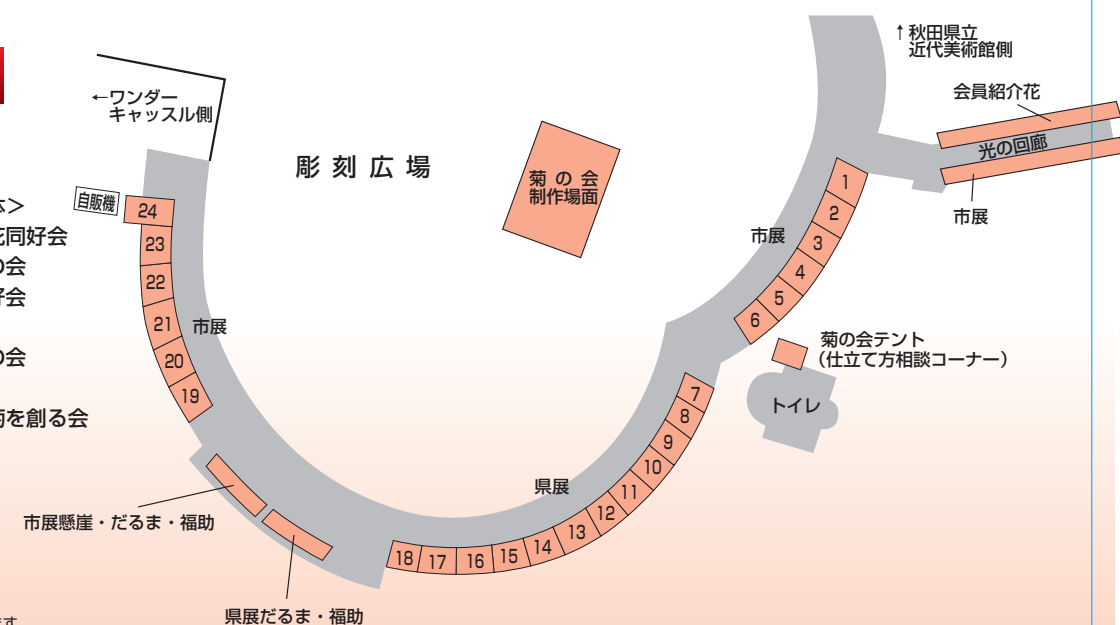 ↑秋田県立
近代美術館側
会員紹介花
←ワンダー
キャッスル側
彫刻広場
菊の会
制作場面
光の回廊
市展
自販機
体>
花同好会
の会
好会
の会
菊を創る会
1
2
3
4
5
6
市展
菊の会テント
（仕立て方相談コーナー）
トイレ
7
8
9
10
11
12
13
14
15
16
17
18
県展
24
23
22
21
20
19
市展
市展懸崖・だるま・福助
県展だるま・福助
ます